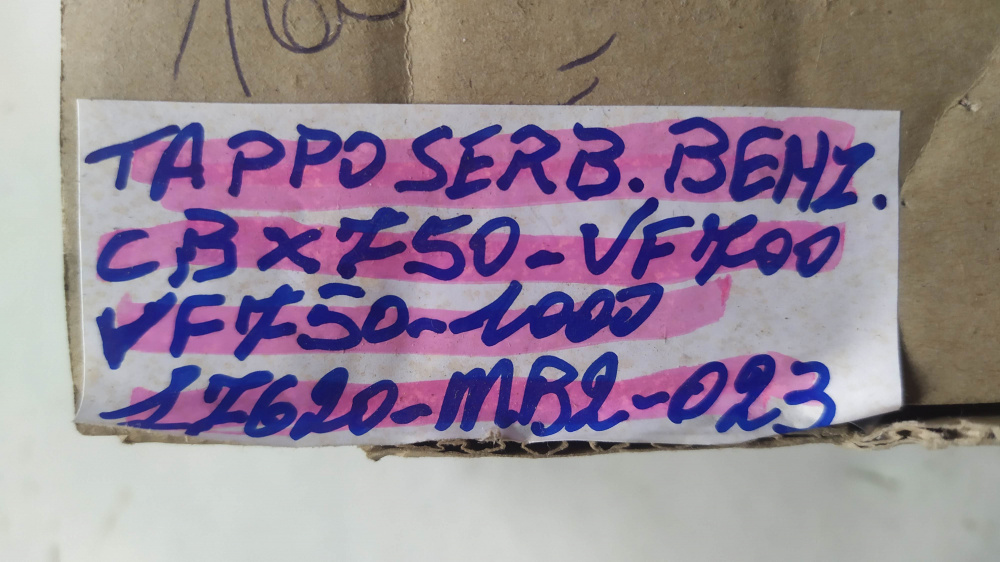 TAPPO SERB. BENZ.
CBX750-VF700
VF750-1000
17620-MB2-023